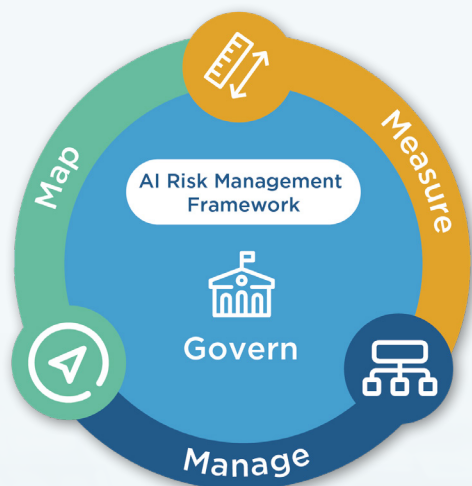 Map
Measure
AI Risk Management
Framework
Govern
Manage